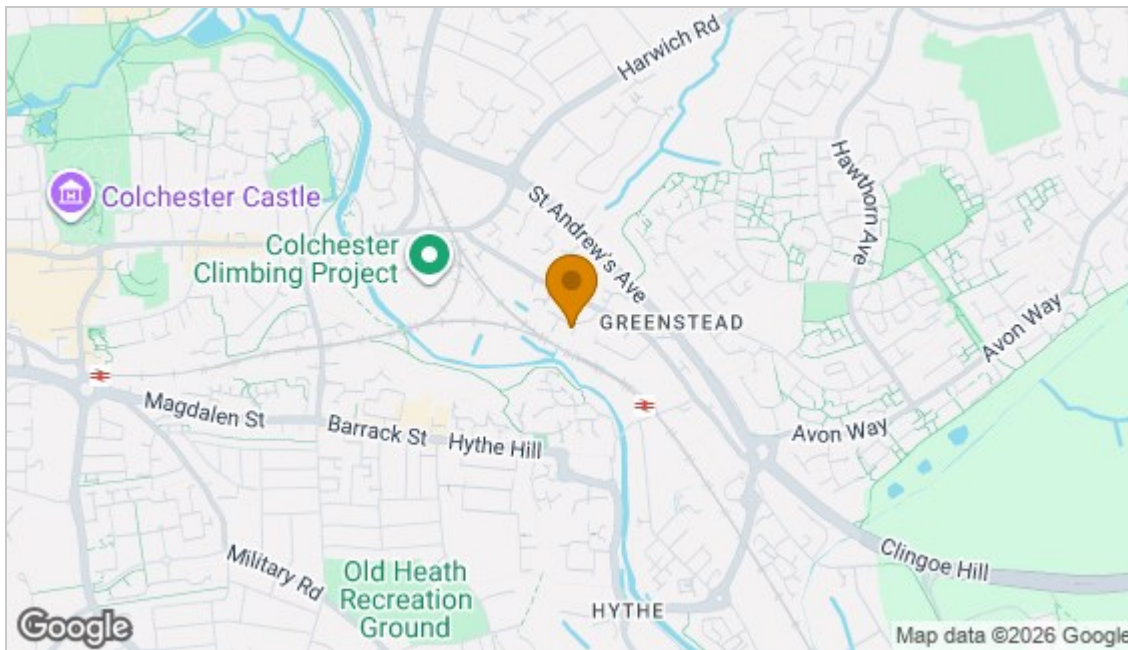 Harwich Rd
Hawthorn Ave
Colchester Castle
St Andrew's Ave
Colchester
Climbing Project
GREENSTEAD
Avon Way
Magdalen St
Barrack St
Hythe Hill
Avon Way
Military Rd
Old Heath
Recreation
Ground
Clingoe Hill
HYTHE
Google
Map data ©2026 Google